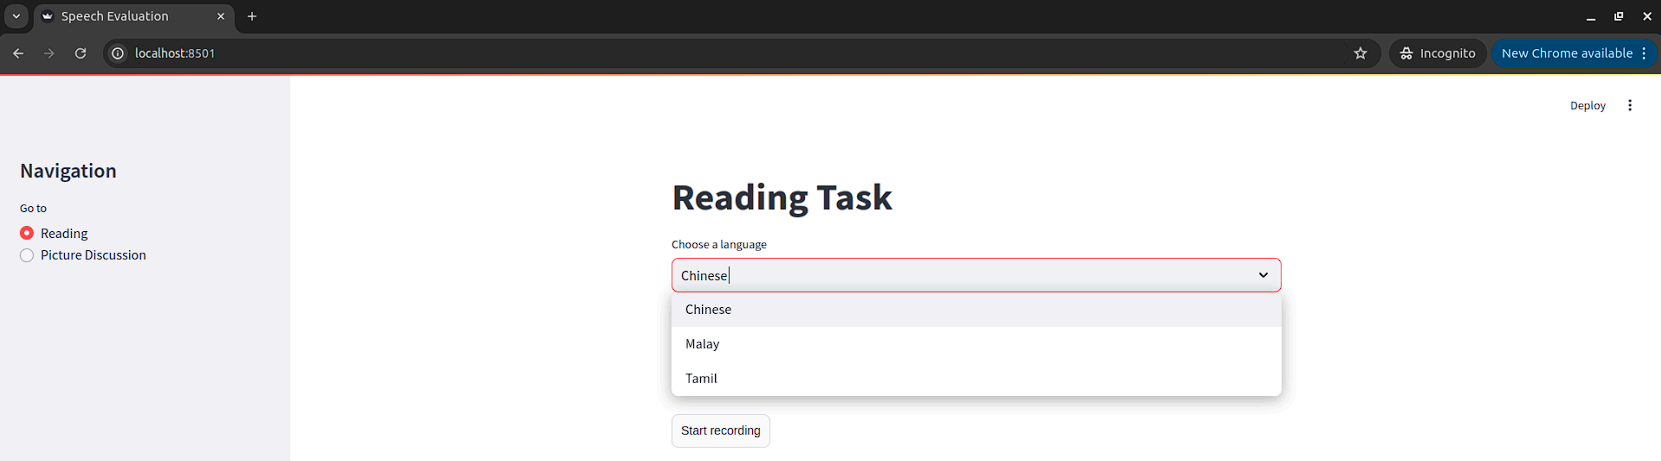 Speech Evaluation
localhost:8501
Incognito
New Chrome available
Deploy
Navigation
Go to
Reading
Picture Discussion
Reading Task
Choose a language
Chinese
Chinese
Malay
Tamil
Start recording